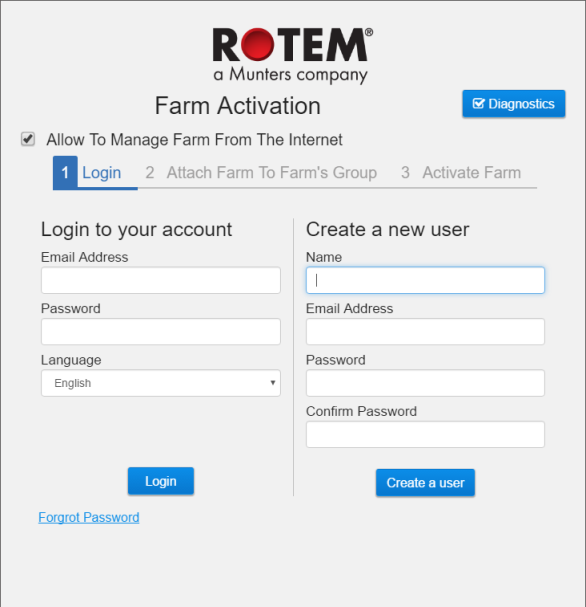 ROTEM®
a Munters company
Farm Activation
Diagnostics
Allow To Manage Farm From The Internet
1 Login 2 Attach Farm To Farm's Group 3 Activate Farm
Login to your account
Email Address
Password
Language
English
Login
Forgrot Password
Create a new user
Name
Email Address
Password
Confirm Password
Create a user